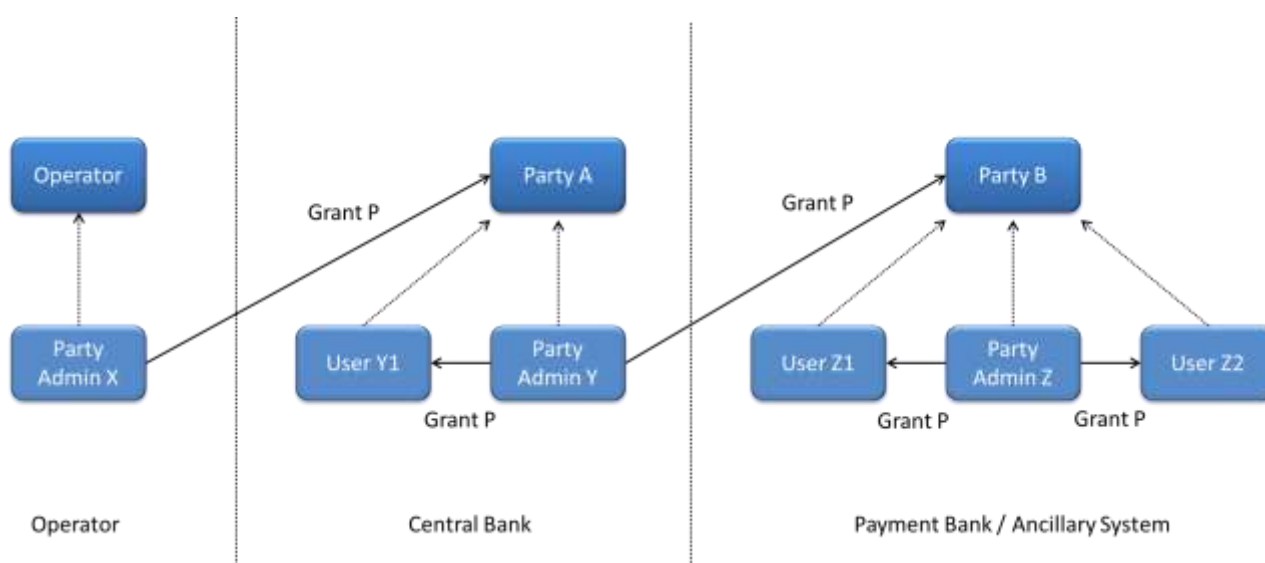 Operator
Party A
Party B
Grant P
Grant P
Party
Admin X
User Y1
Party
Admin Y
User Z1
Party
Admin Z
User Z2
Grant P
Grant P
Grant P
Operator
Central Bank
Payment Bank / Ancillary System